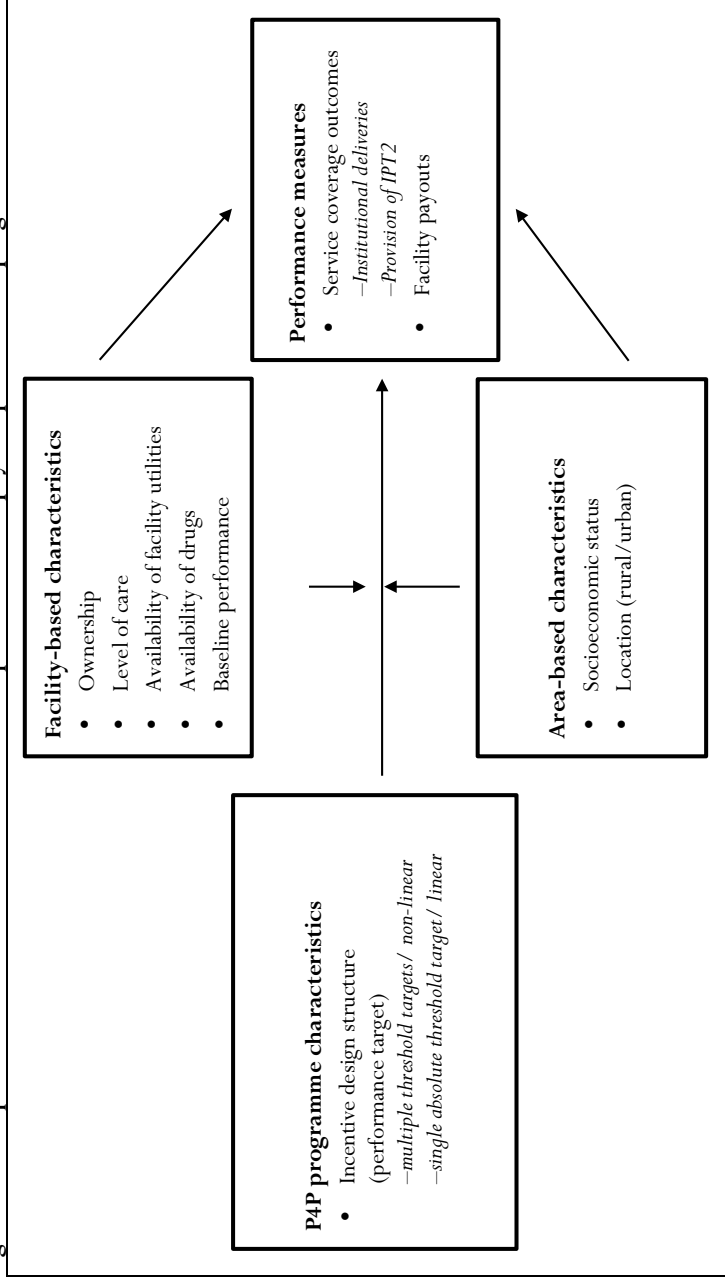 P4P programme characteristics
• Incentive design structure
(performance target)
–multiple threshold targets/ non-linear
–single absolute threshold target/ linear
Facility-based characteristics
• Ownership
• Level of care
• Availability of facility utilities
• Availability of drugs
• Baseline performance
Area-based characteristics
• Socioeconomic status
• Location (rural/urban)
Performance measures
• Service coverage outcomes
–Institutional deliveries
–Provision of IPT2
• Facility payouts